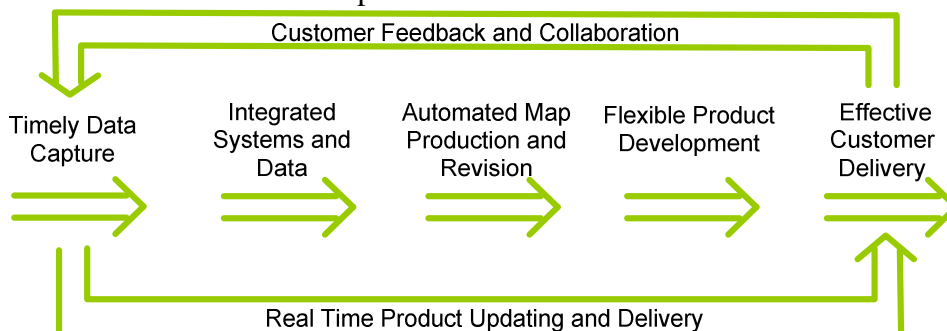 Customer Feedback and Collaboration
Timely Data
Capture
Integrated
Systems and
Data
Automated Map
Production and
Revision
Flexible Product
Development
Effective
Customer
Delivery
Real Time Product Updating and Delivery